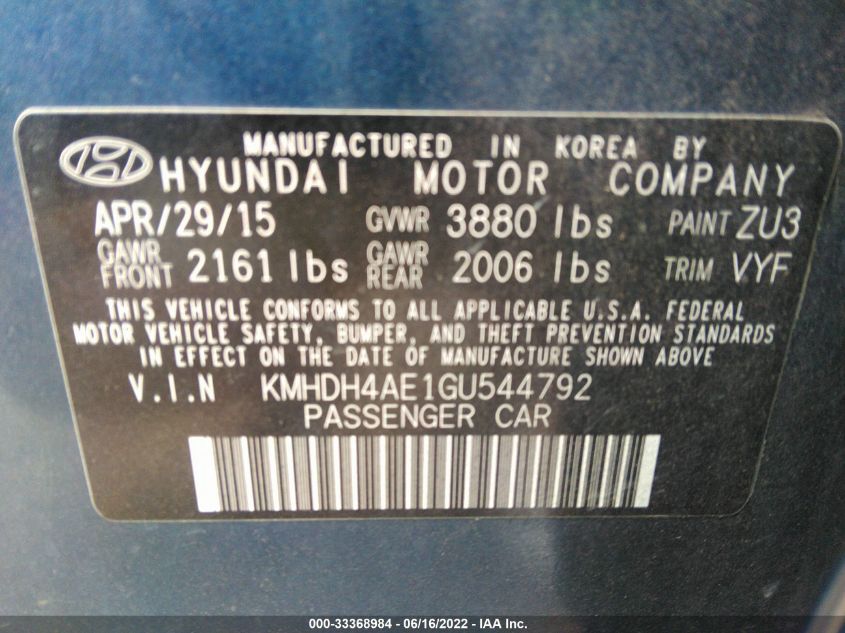 MANUFACTURED IN KOREA BY
HYUNDAI MOTOR COMPANY
APR/29/15 GVWR 3880 lbs PAINT ZU3
GAWR FRONT 2161 lbs GAWR REAR 2006 lbs TRIM VYF
THIS VEHICLE CONFORMS TO ALL APPLICABLE U.S.A. FEDERAL
MOTOR VEHICLE SAFETY, BUMPER, AND THEFT PREVENTION STANDARDS
IN EFFECT ON THE DATE OF MANUFACTURE SHOWN ABOVE.
V.I.N KMHDH4AE1GU544792
PASSENGER CAR
000-33368984 / 06/16/2022 - IAA Inc.